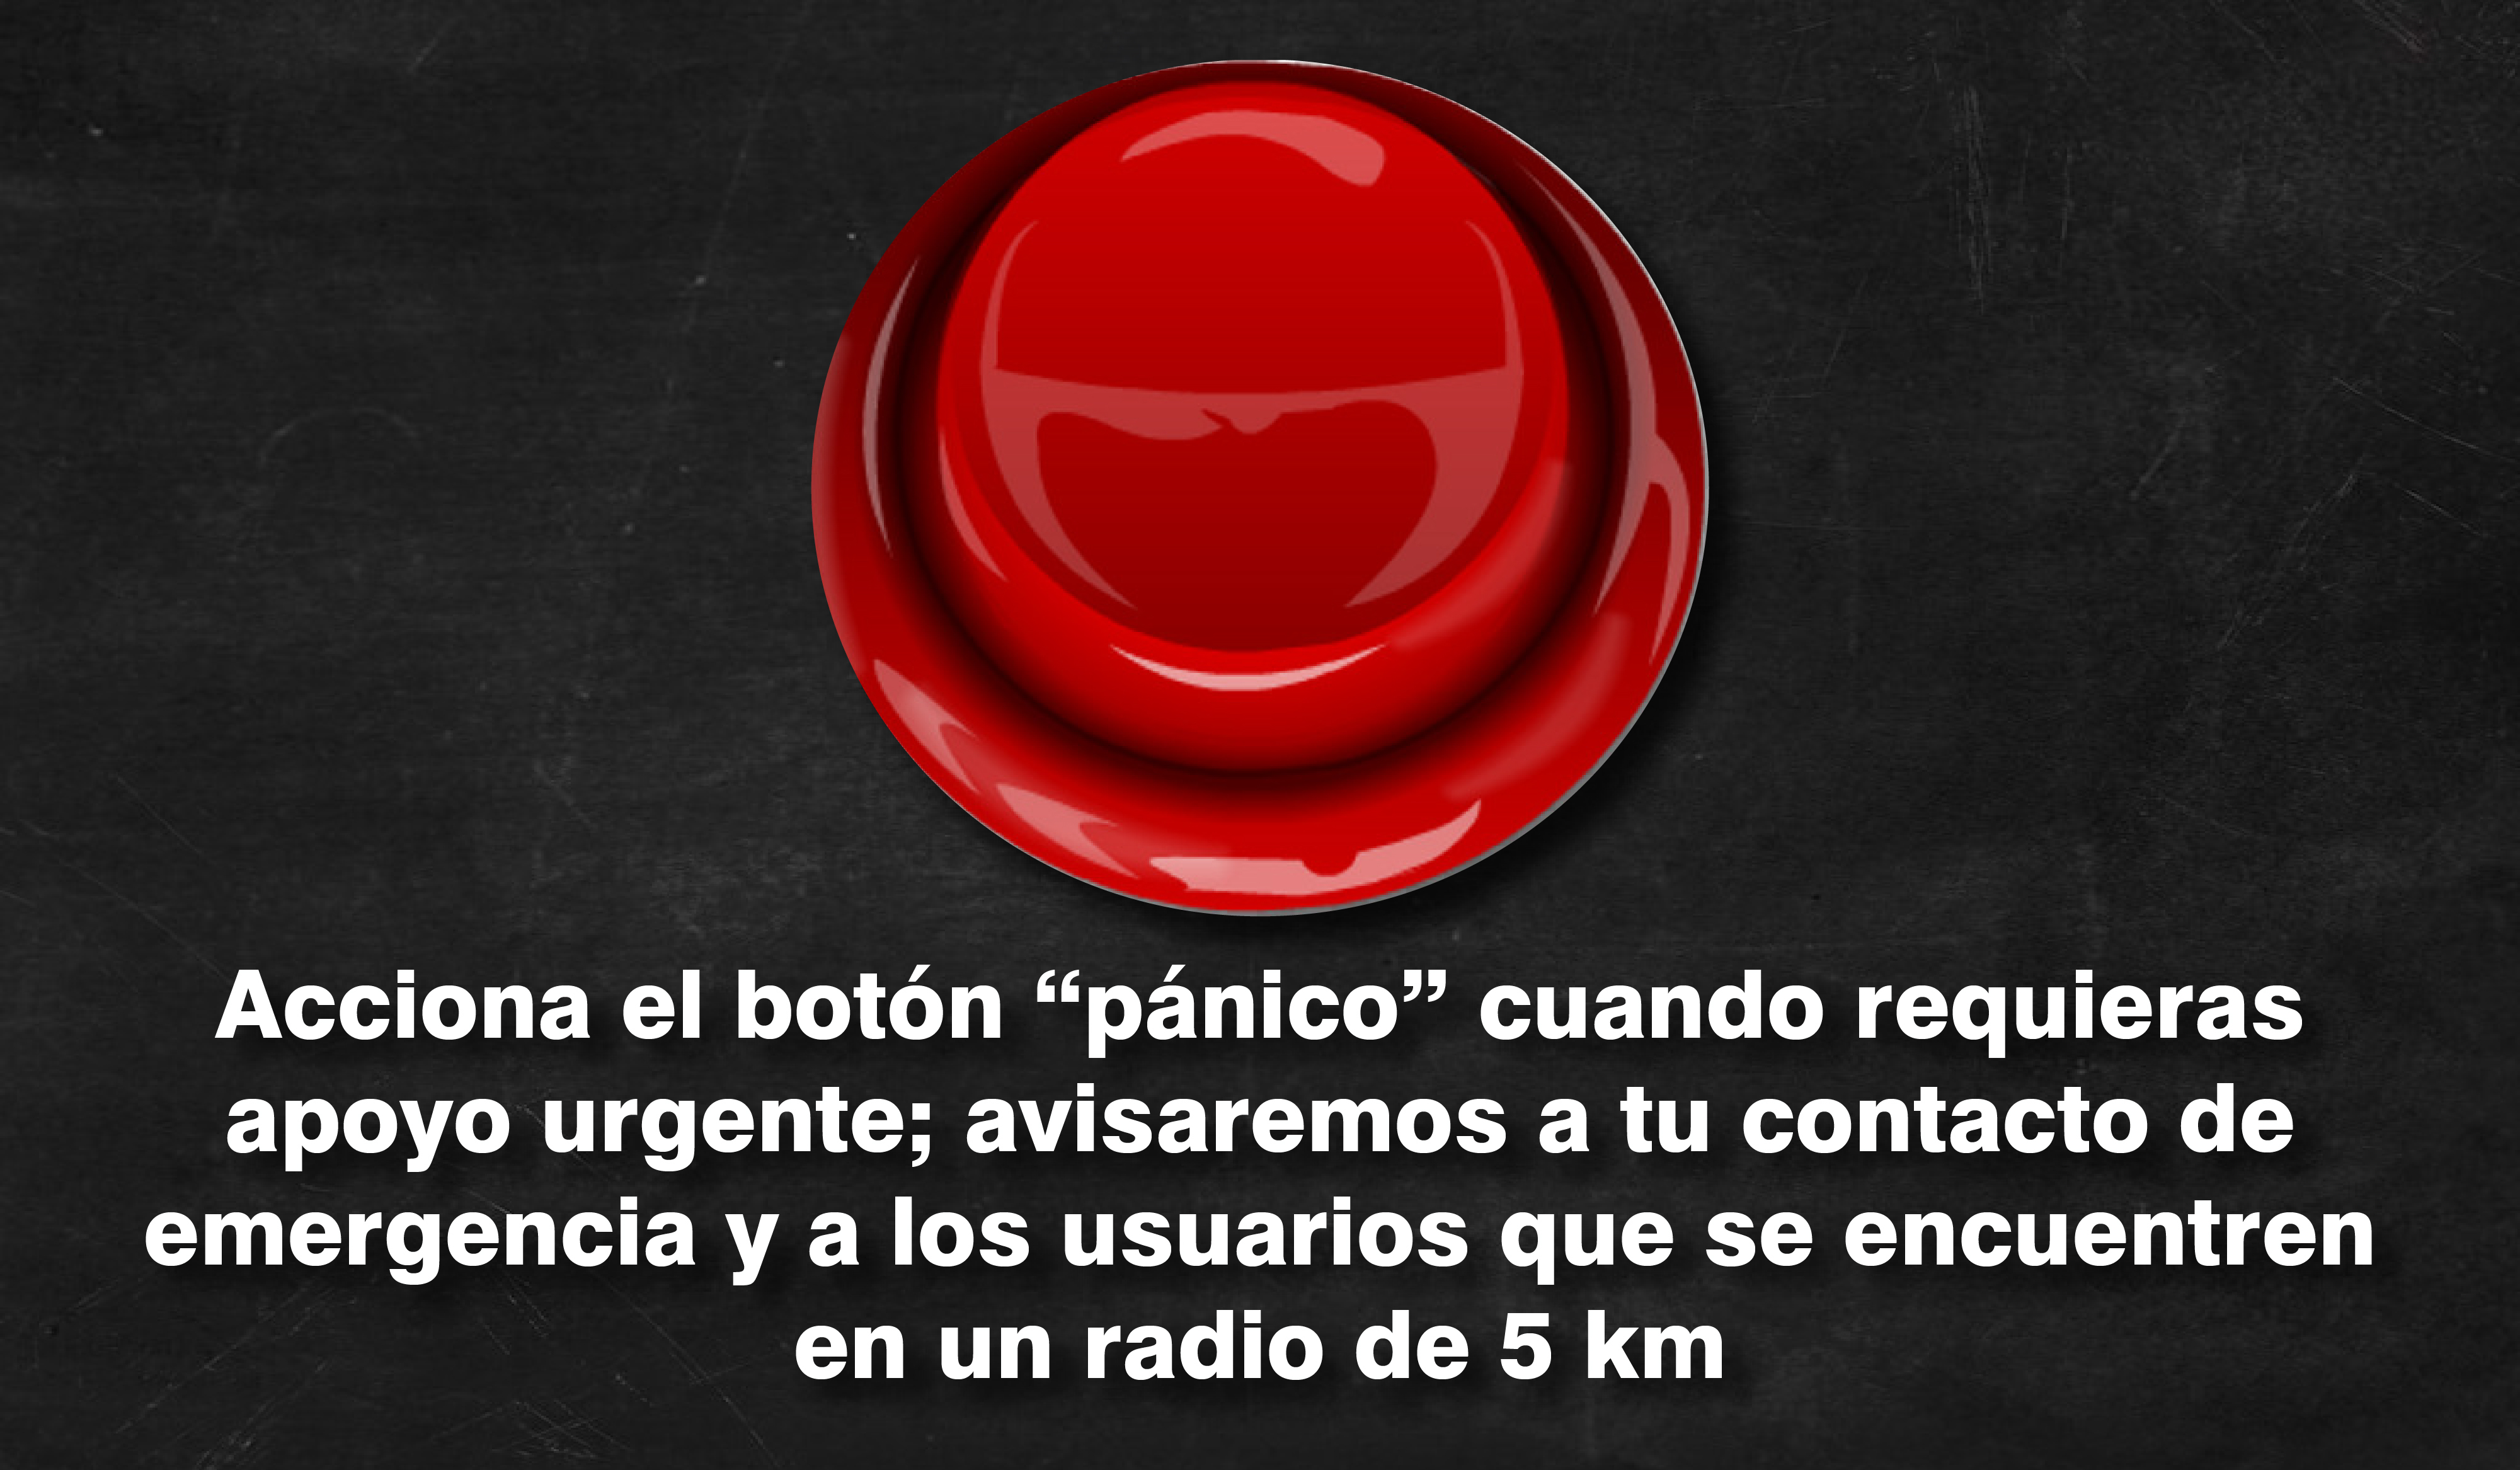 Acciona el botón “pánico” cuando requieras
apoyo urgente; avisaremos a tu contacto de
emergencia y a los usuarios que se encuentren
en un radio de 5 km